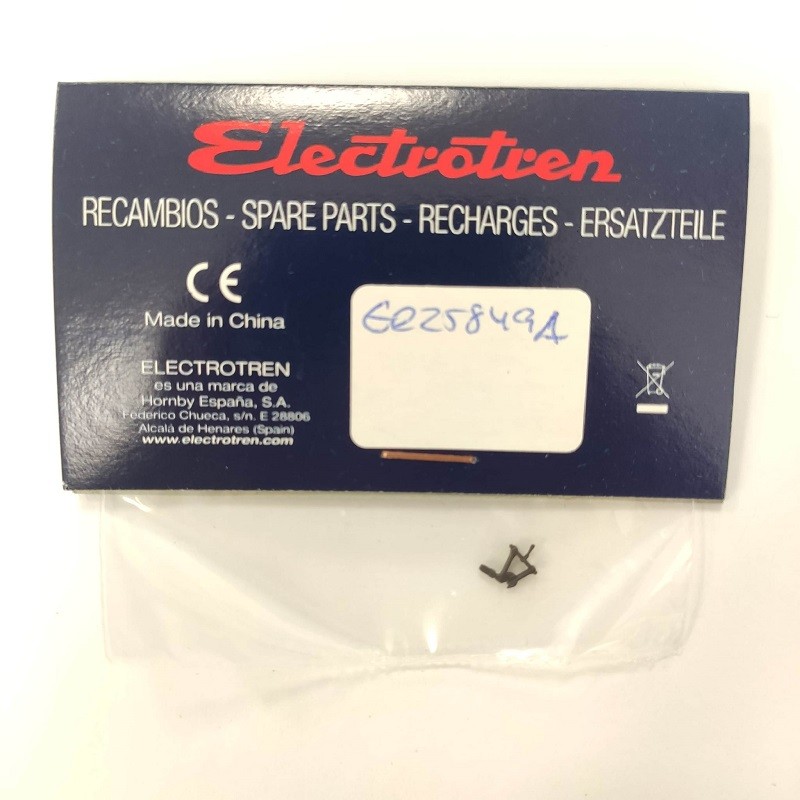 Electrotren
RECAMBIOS - SPARE PARTS - RECHARGES - ERSATZTEILE
CE
Made in China
ER25849A
ELECTROTREN
es una marca de
Hornby España, S.A.
Federico Chueca, s/n. E 28806
Alcalá de Henares (Spain)
www.electrotren.com